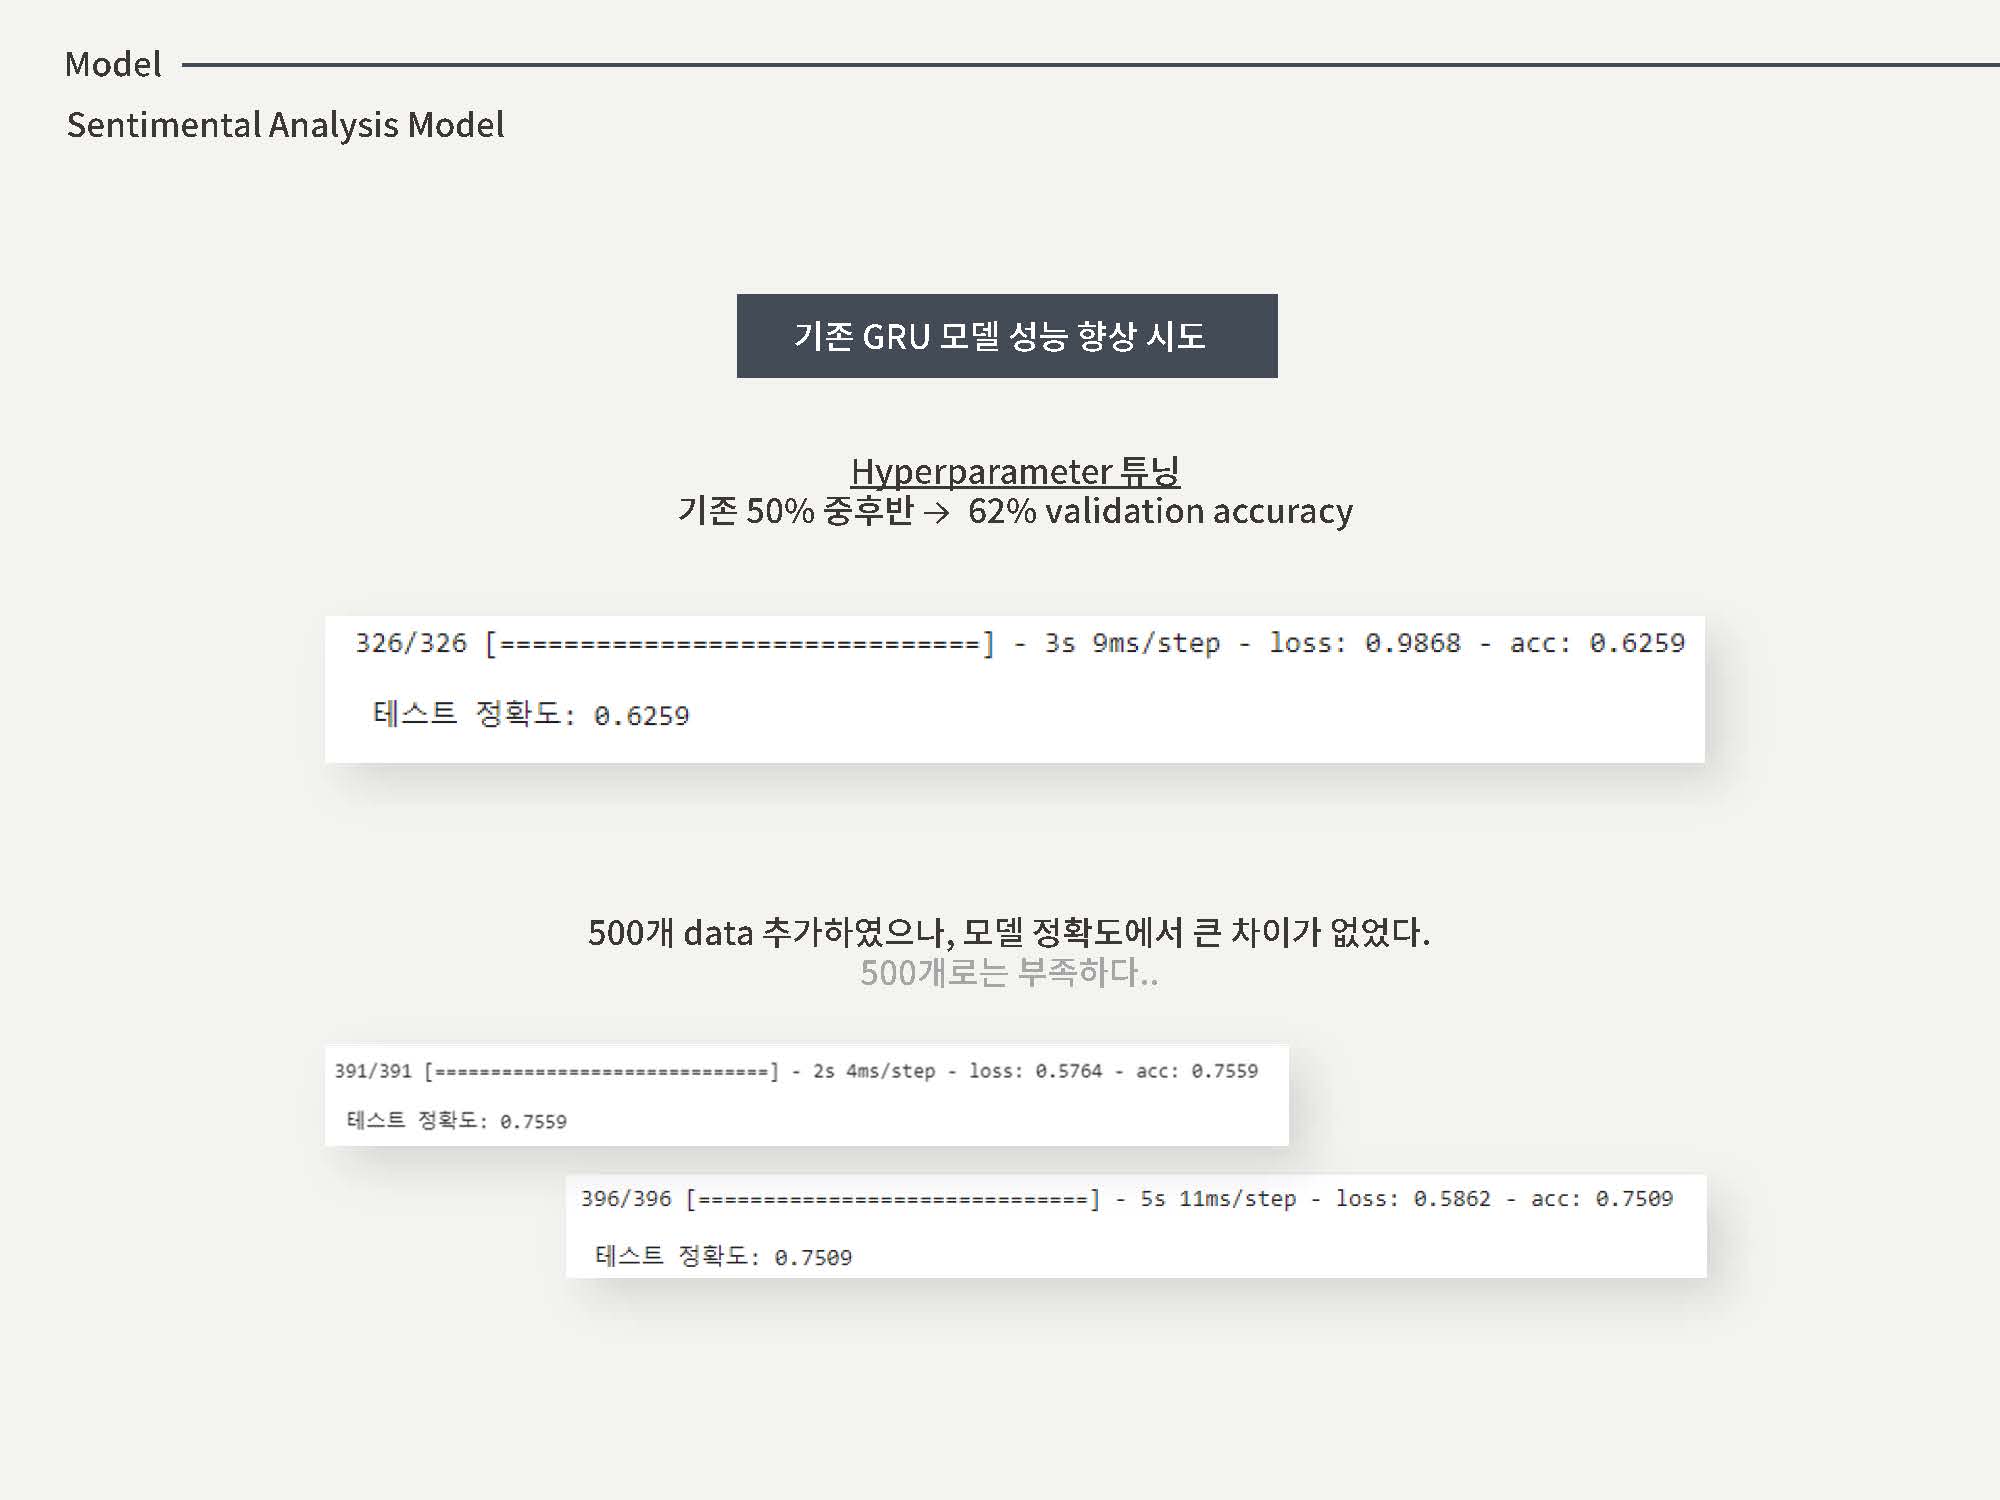 Model
Sentimental Analysis Model
기존 GRU 모델 성능 향상 시도
Hyperparameter 튜닝
기존 50% 중후반 → 62% validation accuracy
326/326 [==============================] - 3s 9ms/step - loss: 0.9868 - acc: 0.6259
테스트 정확도: 0.6259
500개 data 추가하였으나, 모델 정확도에서 큰 차이가 없었다.
500개로는 부족하다..
391/391 [==============================] - 2s 4ms/step - loss: 0.5764 - acc: 0.7559
테스트 정확도: 0.7559
396/396 [==============================] - 5s 11ms/step - loss: 0.5862 - acc: 0.7509
테스트 정확도: 0.7509